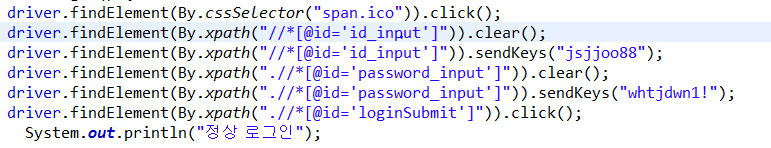 driver.findElement(By.cssSelector("span.ico")).click();
driver.findElement(By.xpath("//*[@id='id_input']")).clear();
driver.findElement(By.xpath("//*[@id='id_input']")).sendKeys("jsjjoo88");
driver.findElement(By.xpath(".//*[@id='password_input']")).clear();
driver.findElement(By.xpath(".//*[@id='password_input']")).sendKeys("whtjdwn1!");
driver.findElement(By.xpath(".//*[@id='loginSubmit']")).click();
System.out.println("정상 로그인");